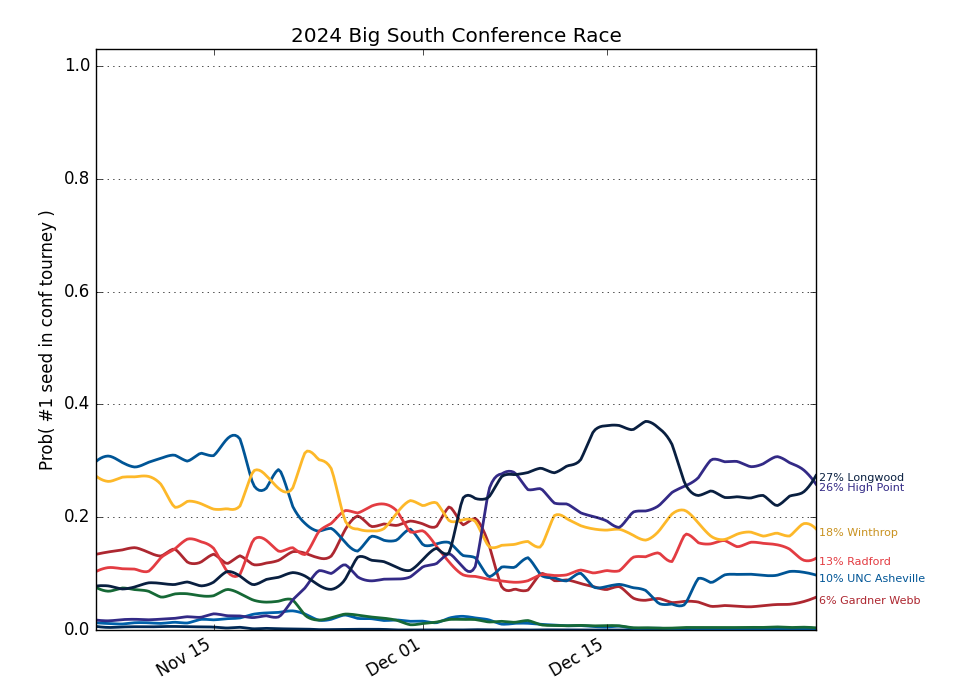 2024 Big South Conference Race
Prob( #1 seed in conf tourney )
1.0
0.8
0.6
0.4
0.2
0.0
Nov 15
Dec 01
Dec 15
27% Longwood
26% High Point
18% Winthrop
13% Radford
10% UNC Asheville
6% Gardner Webb